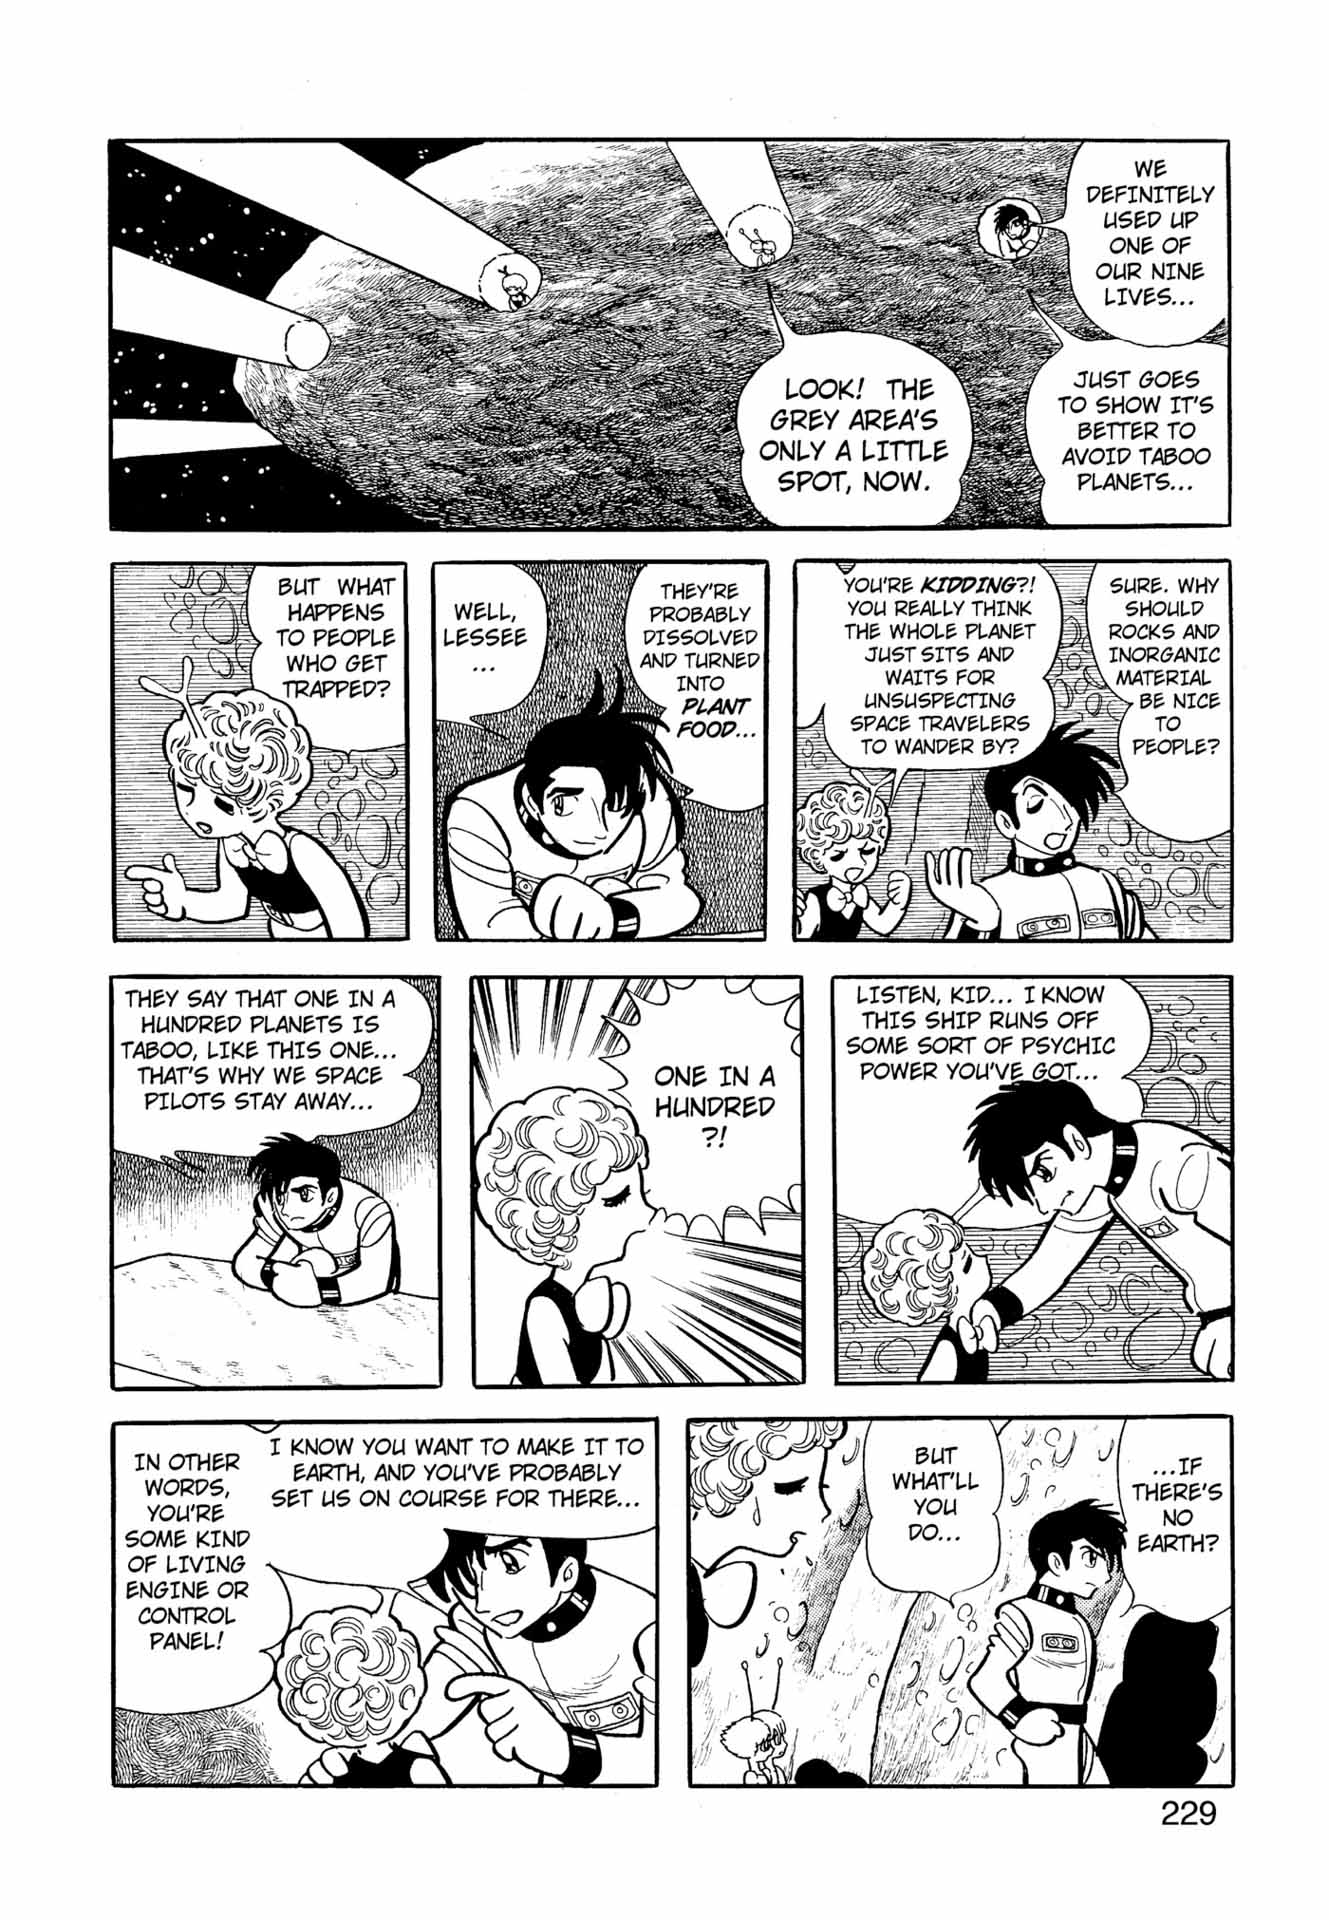 WE
DEFINITELY
USED UP
ONE OF
OUR NINE
LIVES...
JUST GOES
TO SHOW IT'S
BETTER TO
AVOID TABOO
PLANETS...
LOOK! THE
GREY AREA'S
ONLY A LITTLE
SPOT, NOW.
BUT WHAT
HAPPENS
TO PEOPLE
WHO GET
TRAPPED?
WELL,
LESSEE
...
THEY'RE
PROBABLY
DISSOLVED
AND TURNED
INTO
PLANT
FOOD...
YOU'RE KIDDING?!
YOU REALLY THINK
THE WHOLE PLANET
JUST SITS AND
WAITS FOR
UNSUSPECTING
SPACE TRAVELERS
TO WANDER BY?
SURE. WHY
SHOULD
ROCKS AND
INORGANIC
MATERIAL
BE NICE
TO
PEOPLE?
THEY SAY THAT ONE IN A
HUNDRED PLANETS IS
TABOO, LIKE THIS ONE...
THAT'S WHY WE SPACE
PILOTS STAY AWAY...
ONE IN A
HUNDRED
?!
LISTEN, KID... I KNOW
THIS SHIP RUNS OFF
SOME SORT OF PSYCHIC
POWER YOU'VE GOT...
IN OTHER
WORDS,
YOU'RE
SOME KIND
OF LIVING
ENGINE OR
CONTROL
PANEL!
I KNOW YOU WANT TO MAKE IT TO
EARTH, AND YOU'VE PROBABLY
SET US ON COURSE FOR THERE...
BUT
WHAT'LL
YOU
DO...
...IF
THERE'S
NO
EARTH?
229